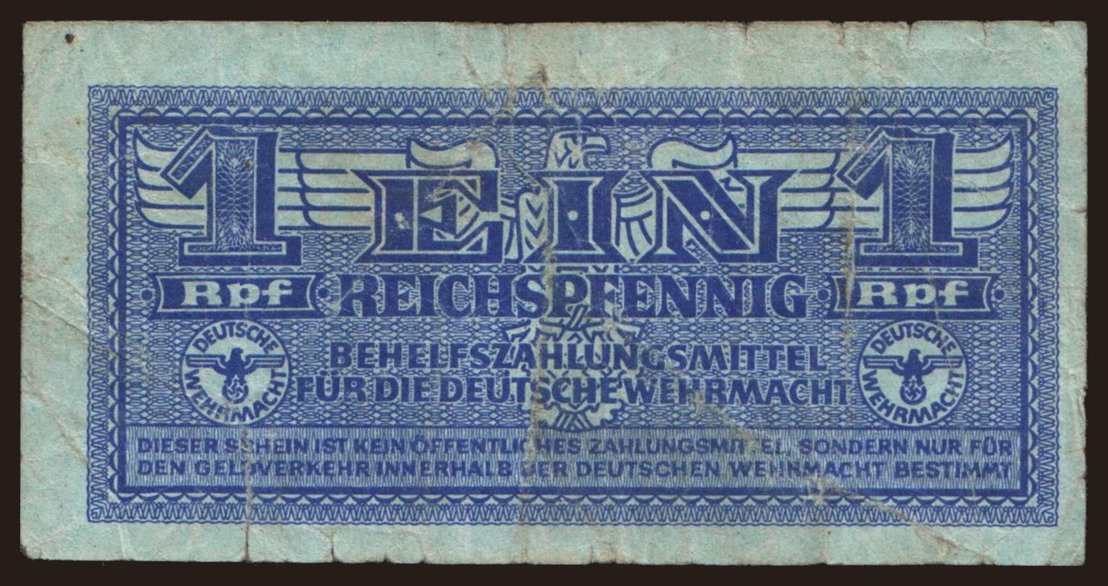 1 EIN 1
Rpf REICHSPFENNIG Rpf
BEHELFSZAHLUNGSMITTEL
FÜR DIE DEUTSCHE WEHRMACHT
DEUTSCHE WEHRMACHT
DEUTSCHE WEHRMACHT
DIESER SCHEIN IST KEIN ÖFFENTLICHES ZAHLUNGSMITTEL, SONDERN NUR FÜR
DEN GELDVERKEHR INNERHALB DER DEUTSCHEN WEHRMACHT BESTIMMT